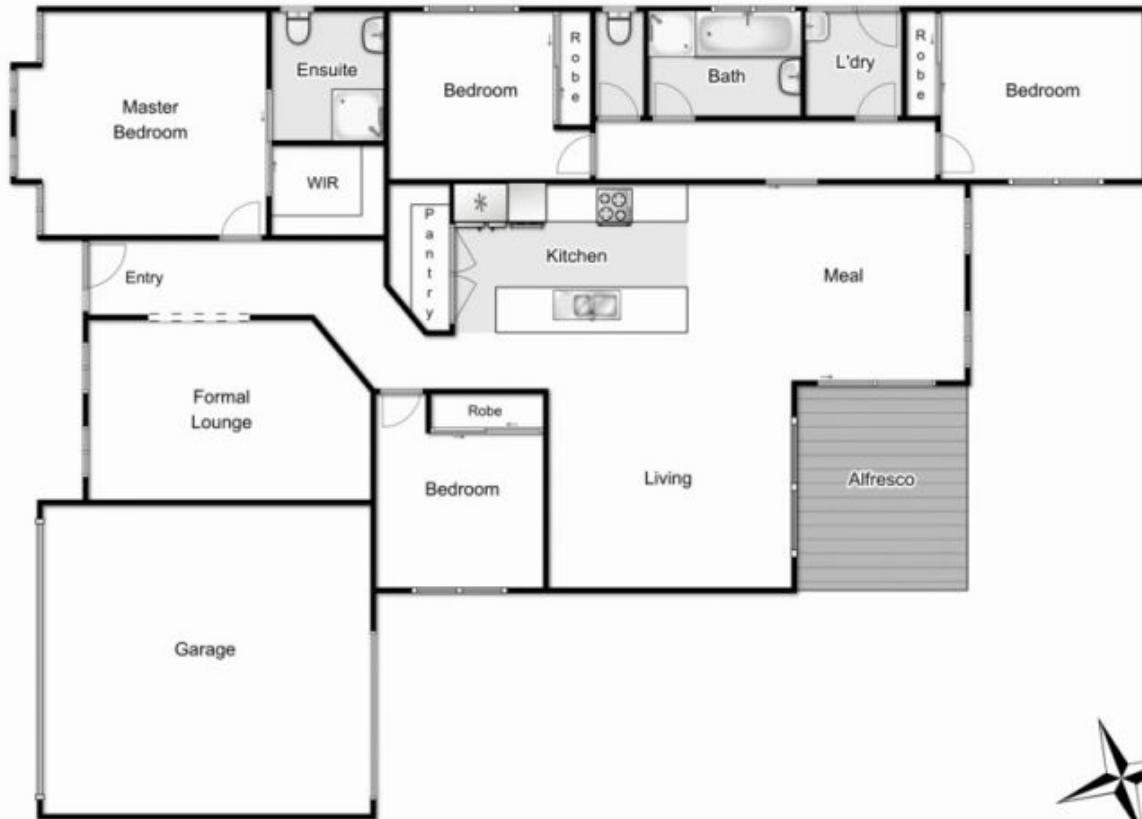 Master
Bedroom
Ensuite
WIR
Bedroom
Robe
Bath
L'dry
Robe
Bedroom
Entry
Pantry
Kitchen
Meal
Formal
Lounge
Robe
Bedroom
Living
Alfresco
Garage